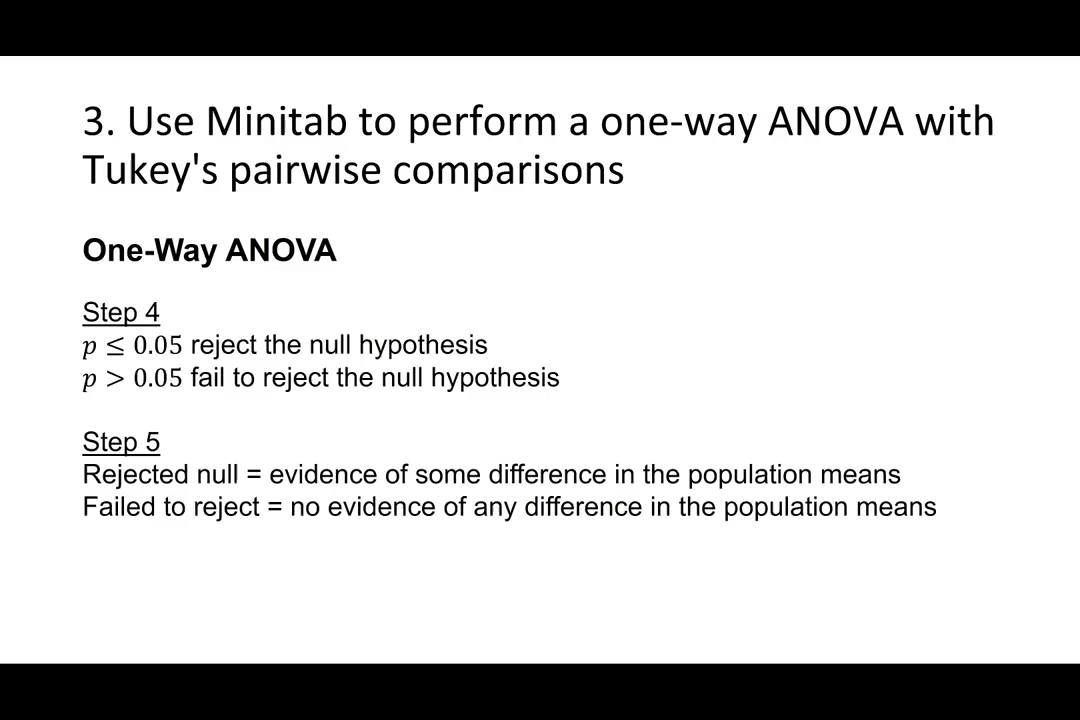 3. Use Minitab to perform a one-way ANOVA with
Tukey's pairwise comparisons
One-Way ANOVA
Step 4
p ≤ 0.05 reject the null hypothesis
p > 0.05 fail to reject the null hypothesis
Step 5
Rejected null = evidence of some difference in the population means
Failed to reject = no evidence of any difference in the population means